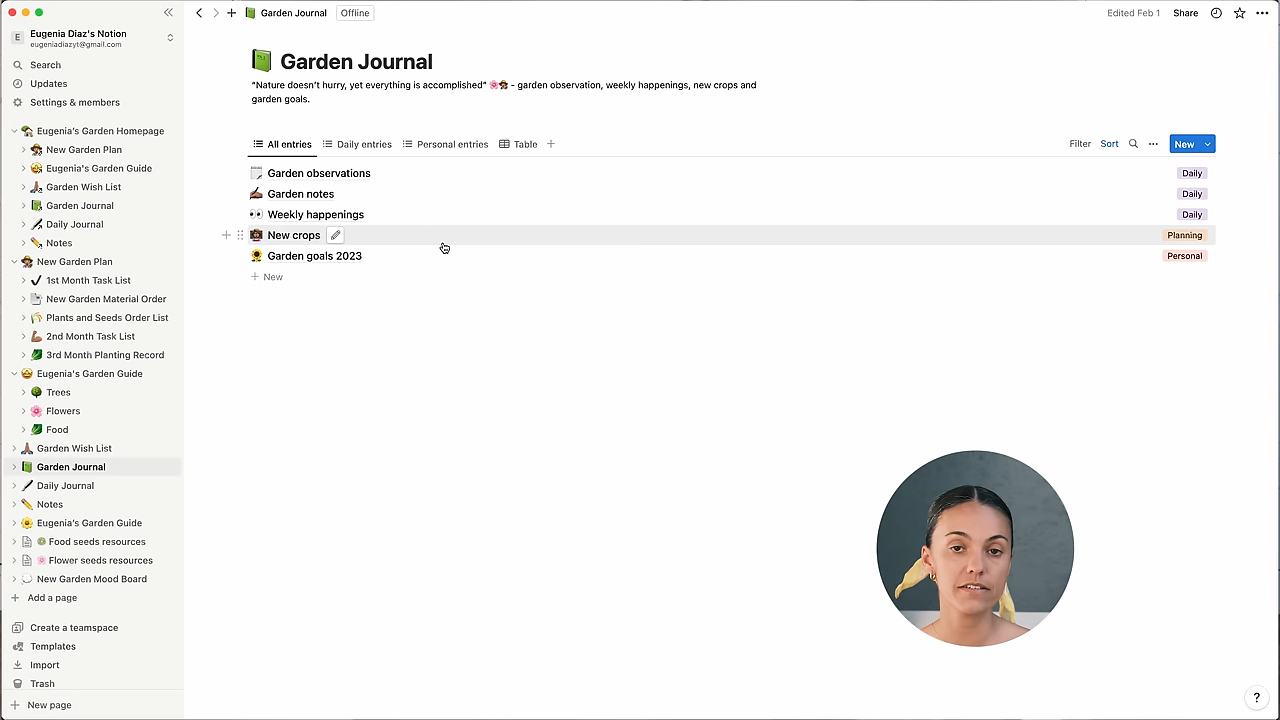 Garden Journal
Offline
Edited Feb 1
Share
E
Eugenia Diaz's Notion
eugeniadiazyt@gmail.com
Search
Updates
Settings & members
Eugenia's Garden Homepage
New Garden Plan
Eugenia's Garden Guide
Garden Wish List
Garden Journal
Daily Journal
Notes
New Garden Plan
1st Month Task List
New Garden Material Order
Plants and Seeds Order List
2nd Month Task List
3rd Month Planting Record
Eugenia's Garden Guide
Trees
Flowers
Food
Garden Wish List
Garden Journal
Daily Journal
Notes
Eugenia's Garden Guide
Food seeds resources
Flower seeds resources
New Garden Mood Board
Add a page
Create a teamspace
Templates
Import
Trash
New page
Garden Journal
"Nature doesn't hurry, yet everything is accomplished" 🌸👩‍🌾 - garden observation, weekly happenings, new crops and
garden goals.
All entries
Daily entries
Personal entries
Table
Filter
Sort
New
Garden observations
Daily
Garden notes
Daily
Weekly happenings
Daily
New crops
Planning
Garden goals 2023
Personal
New
?